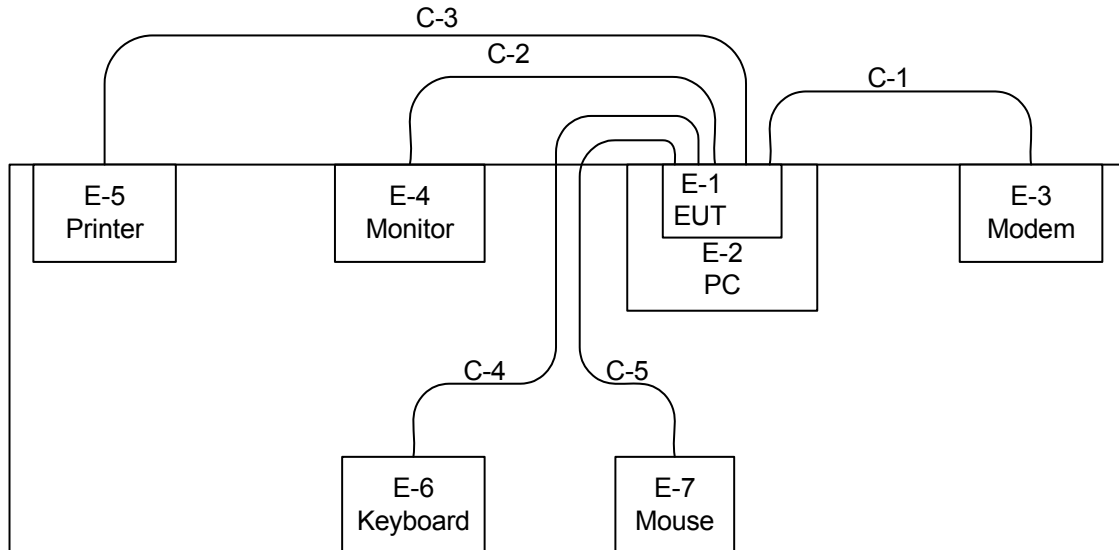 C-3
C-2
C-1
E-5
Printer
E-4
Monitor
E-1
EUT
E-2
PC
E-3
Modem
C-4
C-5
E-6
Keyboard
E-7
Mouse